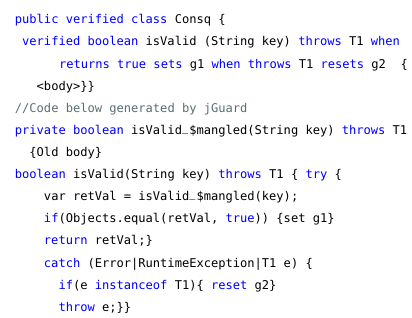 public verified class Consq {
verified boolean isValid (String key) throws T1 when
returns true sets g1 when throws T1 resets g2 {
<body>}}
//Code below generated by jGuard
private boolean isValid_$mangled(String key) throws T1
{Old body}
boolean isValid(String key) throws T1 { try {
var retVal = isValid_$mangled(key);
if(Objects.equal(retVal, true)) {set g1}
return retVal;}
catch (Error|RuntimeException|T1 e) {
if(e instanceof T1){ reset g2}
throw e;}}